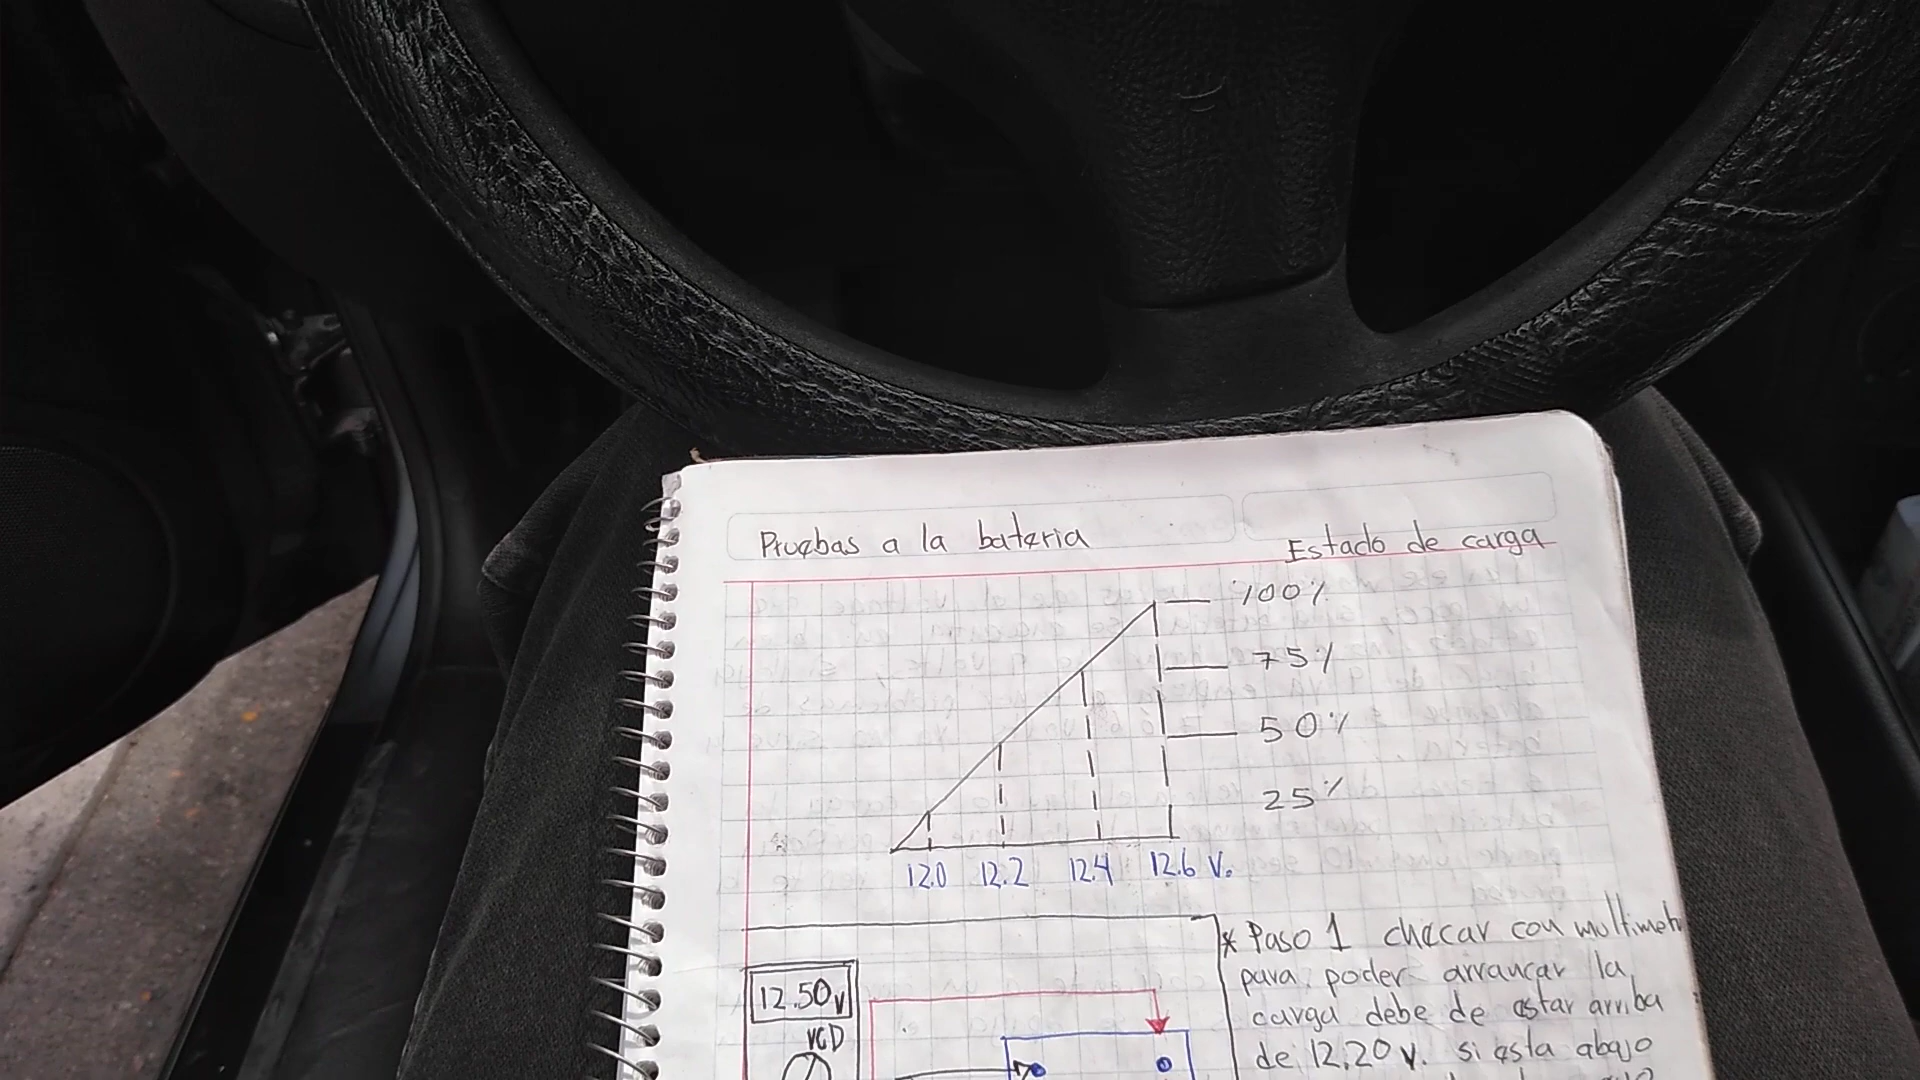 Pruebas a la bateria
Estado de carga
100%
75%
50%
25%
12.0 12.2 12.4 12.6 V.
12.50v
VCD
* Paso 1 checar con multimetr
para poder arrancar la
carga debe de estar arriba
de 12.20 v. si esta abajo